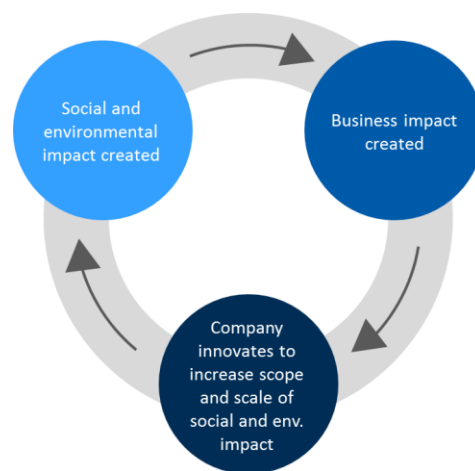 Social and
environmental
impact created
Business impact
created
Company
innovates to
increase scope
and scale of
social and env.
impact